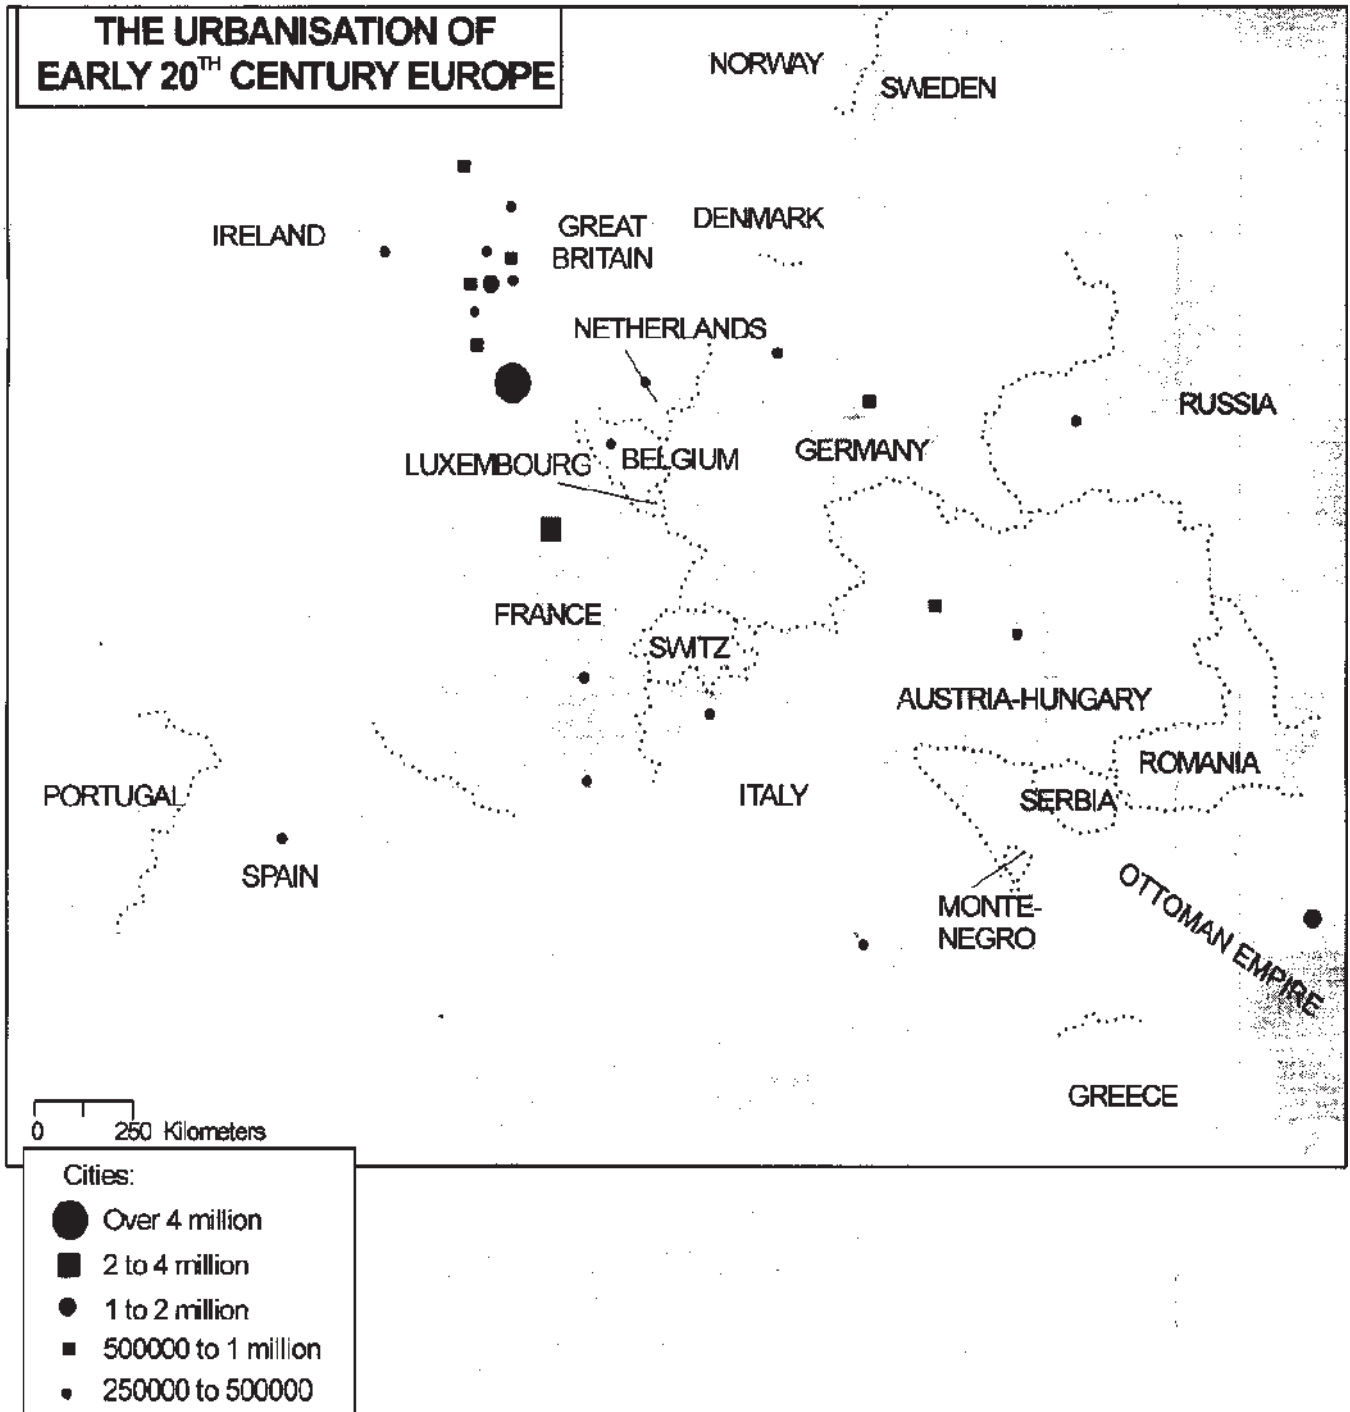 THE URBANISATION OF
EARLY 20TH CENTURY EUROPE
NORWAY
SWEDEN
IRELAND
GREAT
BRITAIN
DENMARK
NETHERLANDS
RUSSIA
LUXEMBOURG
BELGIUM
GERMANY
FRANCE
SWITZ
AUSTRIA-HUNGARY
PORTUGAL
ITALY
ROMANIA
SERBIA
SPAIN
MONTE-
NEGRO
OTTOMAN EMPIRE
GREECE
0 250 Kilometers
Cities:
Over 4 million
2 to 4 million
1 to 2 million
500000 to 1 million
250000 to 500000